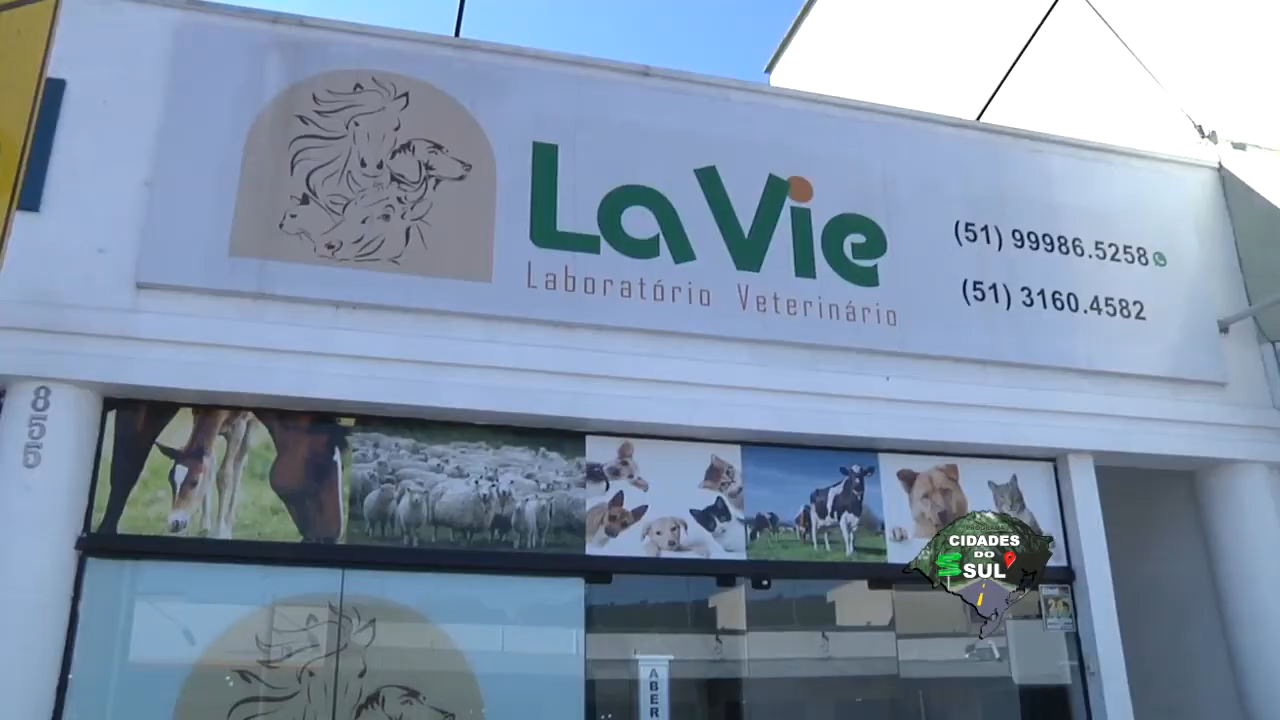 LaVie
Laboratório Veterinário
(51) 99986.5258
(51) 3160.4582
855
CIDADES
DO
SUL
ABER